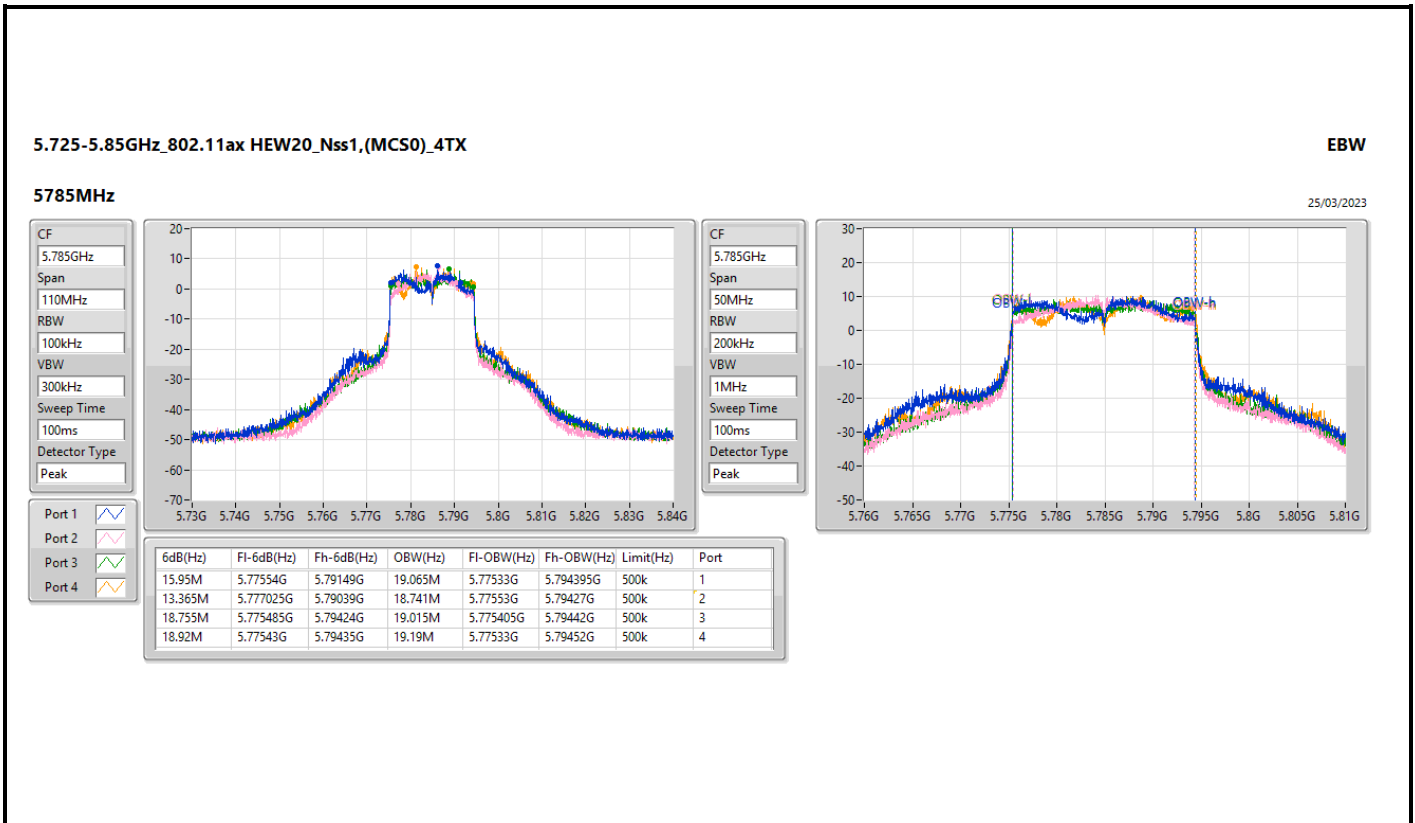 5.725-5.85GHz_802.11ax HEW20_Nss1,(MCS0)_4TX
EBW
5785MHz
25/03/2023
CF
5.785GHz
Span
110MHz
RBW
100kHz
VBW
300kHz
Sweep Time
100ms
Detector Type
Peak
20
10
0
-10
-20
-30
-40
-50
-60
-70
5.73G 5.74G 5.75G 5.76G 5.77G 5.78G 5.79G 5.8G 5.81G 5.82G 5.83G 5.84G
CF
5.785GHz
Span
50MHz
RBW
200kHz
VBW
1MHz
Sweep Time
100ms
Detector Type
Peak
30
20
10
0
-10
-20
-30
-40
-50
OBW-l OBW-h
5.76G 5.765G 5.77G 5.775G 5.78G 5.785G 5.79G 5.795G 5.8G 5.805G 5.81G
Port 1
Port 2
Port 3
Port 4
6dB(Hz) Fl-6dB(Hz) Fh-6dB(Hz) OBW(Hz) Fl-OBW(Hz) Fh-OBW(Hz) Limit(Hz) Port
15.95M 5.77554G 5.79149G 19.065M 5.77533G 5.794395G 500k 1
13.365M 5.777025G 5.79039G 18.741M 5.77553G 5.79427G 500k 2
18.755M 5.775485G 5.79424G 19.015M 5.775405G 5.79442G 500k 3
18.92M 5.77543G 5.79435G 19.19M 5.77533G 5.79452G 500k 4